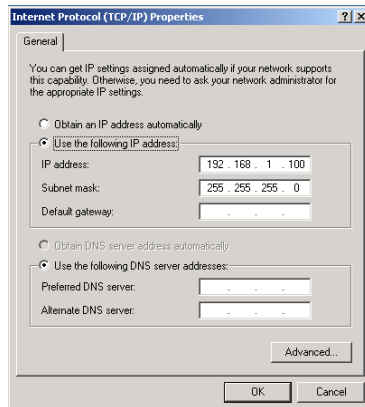 Internet Protocol (TCP/IP) Properties
General
You can get IP settings assigned automatically if your network supports
this capability. Otherwise, you need to ask your network administrator for
the appropriate IP settings.
Obtain an IP address automatically
Use the following IP address:
IP address: 192 . 168 . 1 . 100
Subnet mask: 255 . 255 . 255 . 0
Default gateway: . . .
Obtain DNS server address automatically
Use the following DNS server addresses:
Preferred DNS server: . . .
Alternate DNS server: . . .
Advanced...
OK Cancel